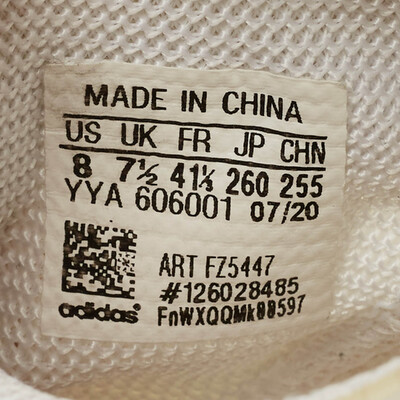 MADE IN CHINA
US UK FR JP CHN
8 7½ 41⅓ 260 255
YYA 606001 07/20
ART FZ5447
#126028485
adidas